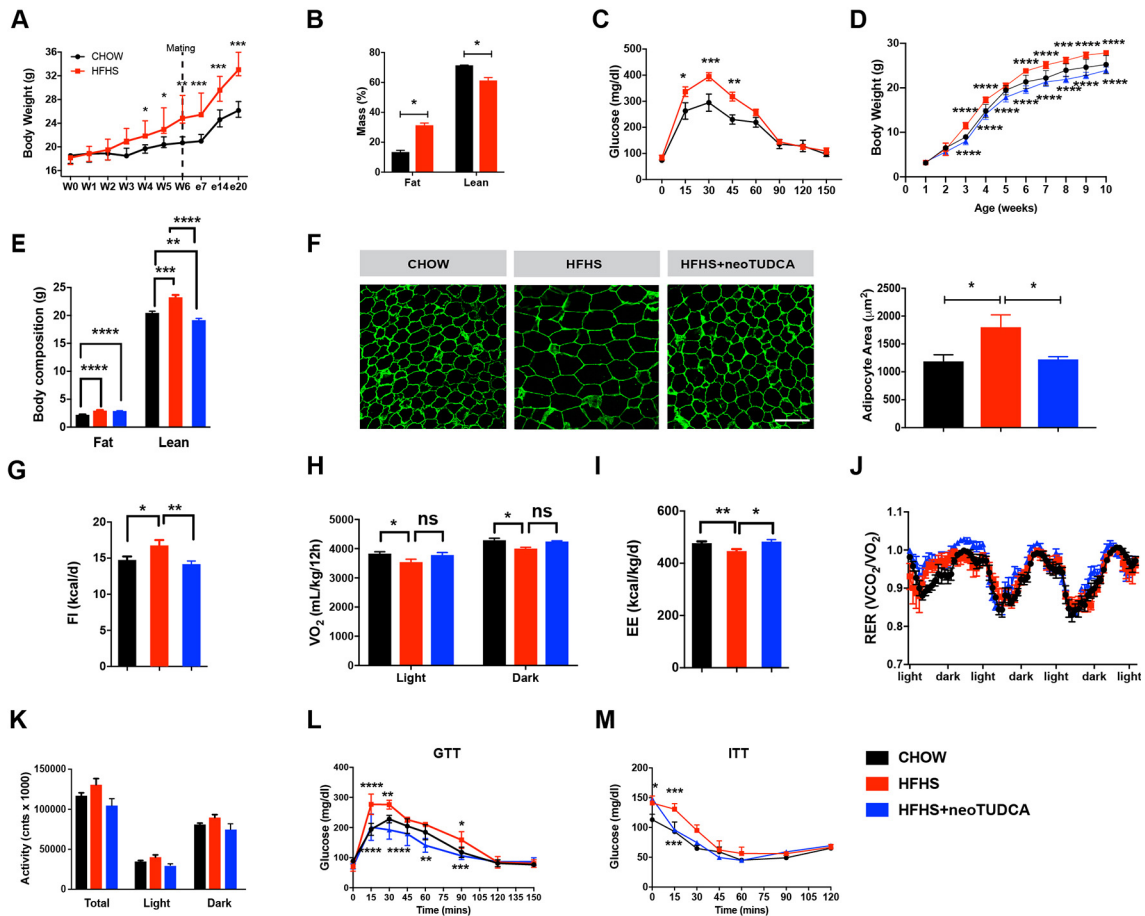 A
Mating
CHOW
HFHS
Body Weight (g)
36
32
28
24
20
16
* * ** *** *** ***
W0 W1 W2 W3 W4 W5 W6 e7 e14 e20
B
Mass (%)
80
60
40
20
0
*
*
Fat Lean
C
Glucose (mg/dl)
500
400
300
200
100
* *** **
0 15 30 45 60 90 120 150
D
Body Weight (g)
30
20
10
0
**** **** **** **** **** **** **** ****
**** **** **** **** **** **** **** ****
0 1 2 3 4 5 6 7 8 9 10
Age (weeks)
E
Body composition (g)
25
20
15
10
5
0
****
**
***
****
****
Fat Lean
F
CHOW HFHS HFHS+neoTUDCA
Adipocyte Area (μm²)
2500
2000
1500
1000
500
0
* *
G
FI (kcal/d)
20
15
10
5
0
* **
H
VO₂ (mL/kg/12h)
5000
4000
3000
2000
1000
0
* ns * ns
Light Dark
I
EE (kcal/kg/d)
600
400
200
0
** *
J
RER (VCO₂/VO₂)
1.1
1.0
0.9
0.8
0.7
light dark light dark light dark light
K
Activity (cnts x 1000)
150000
100000
50000
0
Total Light Dark
L
GTT
Glucose (mg/dl)
400
300
200
100
0
**** ** *
**** **** ** ***
0 15 30 45 60 75 90 105 120 135 150
Time (mins)
M
ITT
Glucose (mg/dl)
200
150
100
50
0
* ***
***
0 15 30 45 60 75 90 105 120
Time (mins)
CHOW
HFHS
HFHS+neoTUDCA